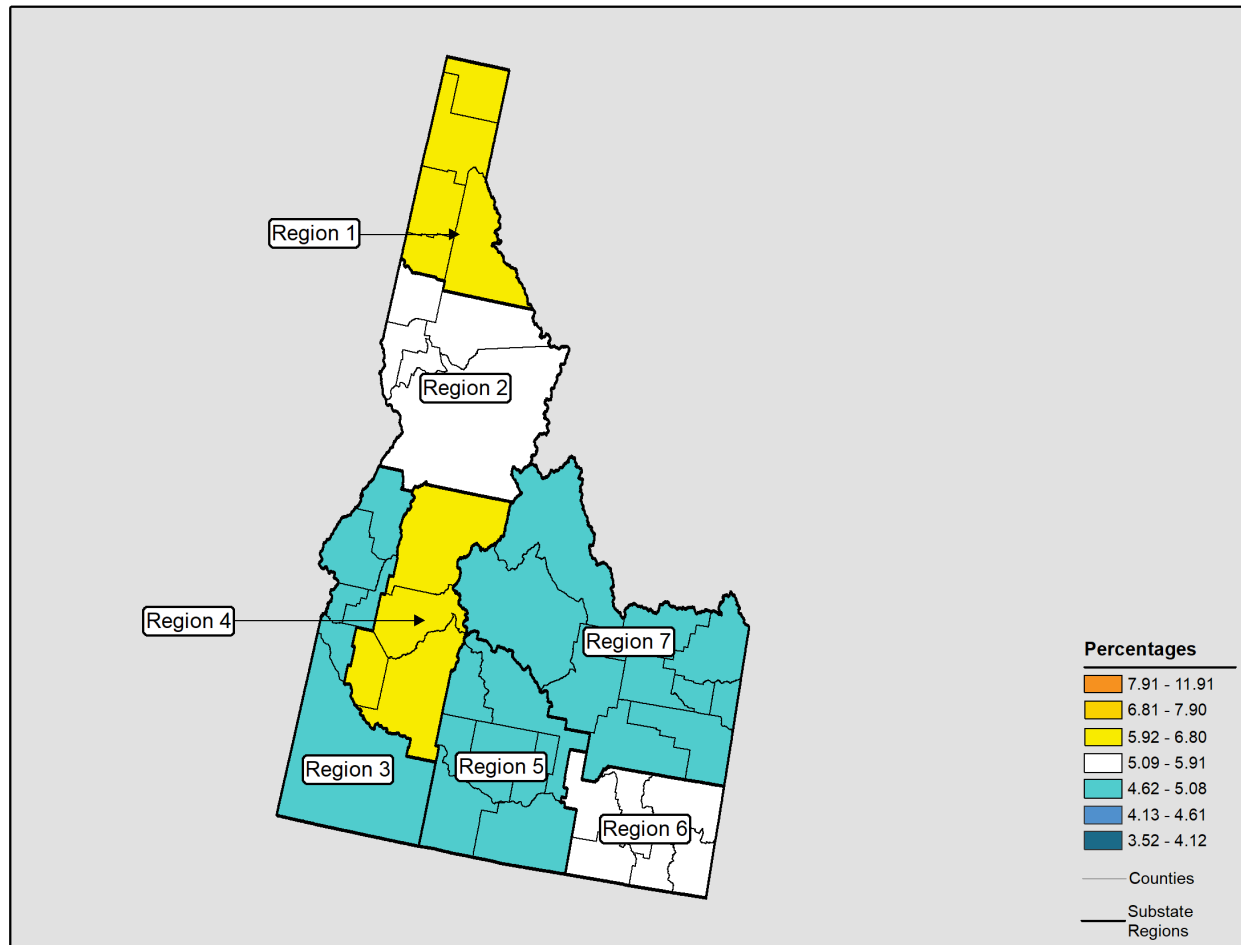 Region 1
Region 2
Region 4
Region 7
Region 3
Region 5
Region 6
Percentages
7.91 - 11.91
6.81 - 7.90
5.92 - 6.80
5.09 - 5.91
4.62 - 5.08
4.13 - 4.61
3.52 - 4.12
Counties
Substate
Regions